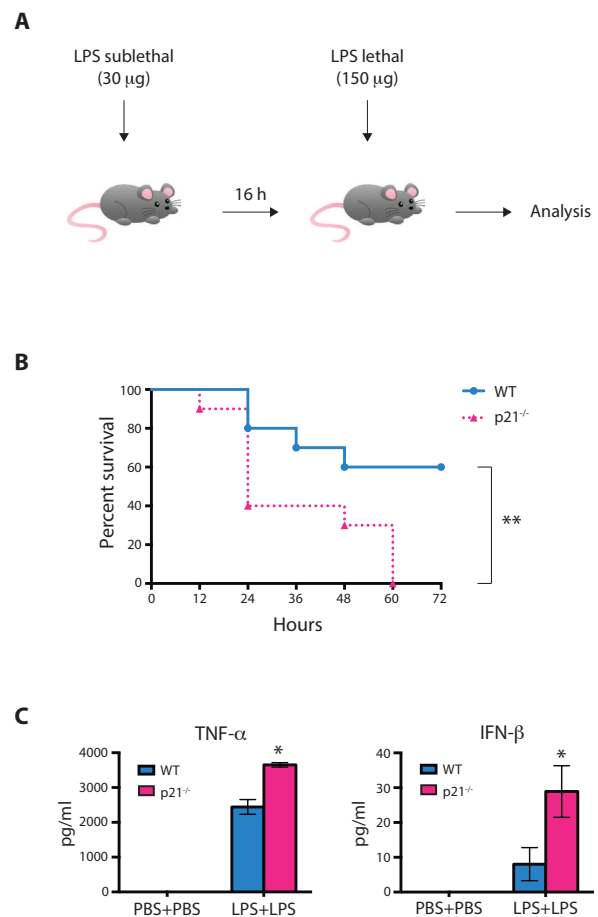 A
LPS sublethal
(30 μg)
LPS lethal
(150 μg)
16 h
Analysis
B
Percent survival
100
80
60
40
20
0
0 12 24 36 48 60 72
Hours
WT
p21-/-
**
C
TNF-α
pg/ml
4000
3000
2000
1000
0
WT
p21-/-
*
PBS+PBS LPS+LPS
IFN-β
pg/ml
40
30
20
10
0
WT
p21-/-
*
PBS+PBS LPS+LPS